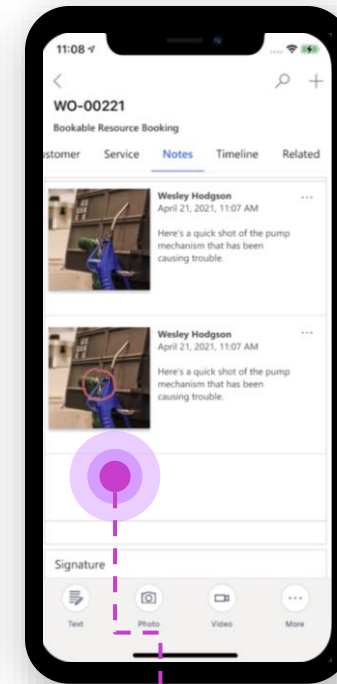 11:08
WO-00221
Bookable Resource Booking
stomer Service Notes Timeline Related
Wesley Hodgson
April 21, 2021, 11:07 AM
Here's a quick shot of the pump
mechanism that has been
causing trouble.
Wesley Hodgson
April 21, 2021, 11:07 AM
Here's a quick shot of the pump
mechanism that has been
causing trouble.
Signature
Text Photo Video More